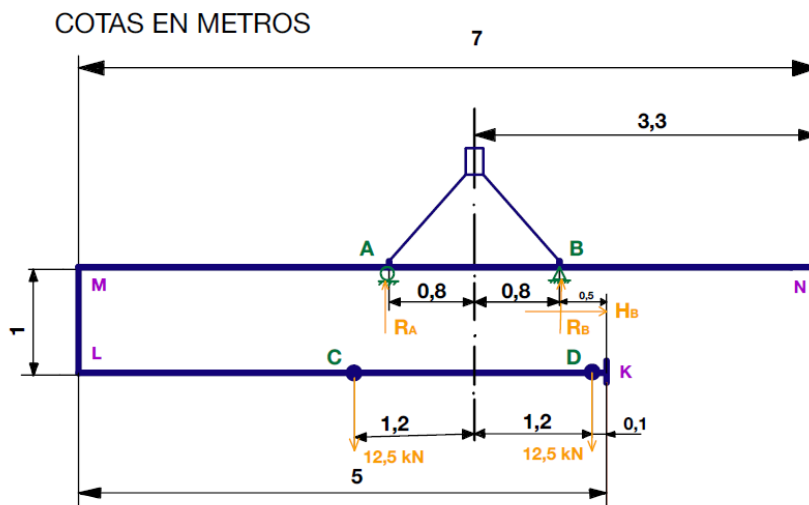 COTAS EN METROS
7
3,3
A
B
M
0,8
0,8
0,5
N
HB
1
RA
RB
L
C
D
K
1,2
1,2
0,1
12,5 kN
12,5 kN
5